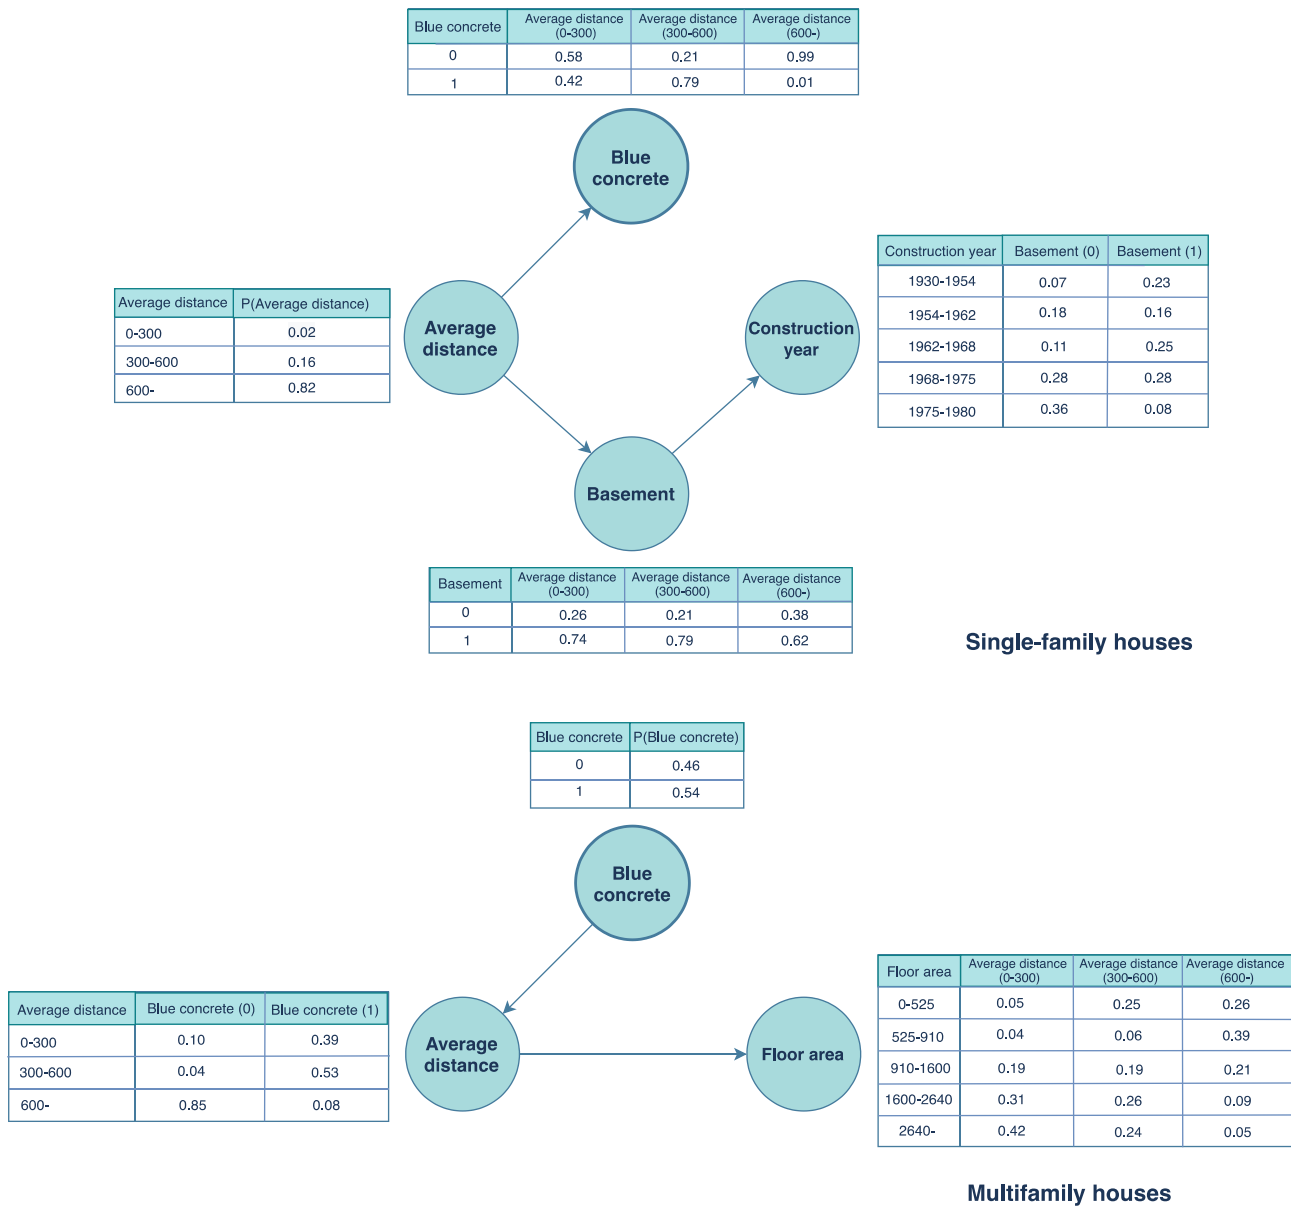 Blue concrete Average distance (0-300) Average distance (300-600) Average distance (600-)
0 0.58 0.21 0.99
1 0.42 0.79 0.01
Blue
concrete
Average distance P(Average distance)
0-300 0.02
300-600 0.16
600- 0.82
Average
distance
Construction
year
Construction year Basement (0) Basement (1)
1930-1954 0.07 0.23
1954-1962 0.18 0.16
1962-1968 0.11 0.25
1968-1975 0.28 0.28
1975-1980 0.36 0.08
Basement
Basement Average distance (0-300) Average distance (300-600) Average distance (600-)
0 0.26 0.21 0.38
1 0.74 0.79 0.62
Single-family houses
Blue concrete P(Blue concrete)
0 0.46
1 0.54
Blue
concrete
Average distance Blue concrete (0) Blue concrete (1)
0-300 0.10 0.39
300-600 0.04 0.53
600- 0.85 0.08
Average
distance
Floor area
Floor area Average distance (0-300) Average distance (300-600) Average distance (600-)
0-525 0.05 0.25 0.26
525-910 0.04 0.06 0.39
910-1600 0.19 0.19 0.21
1600-2640 0.31 0.26 0.09
2640- 0.42 0.24 0.05
Multifamily houses